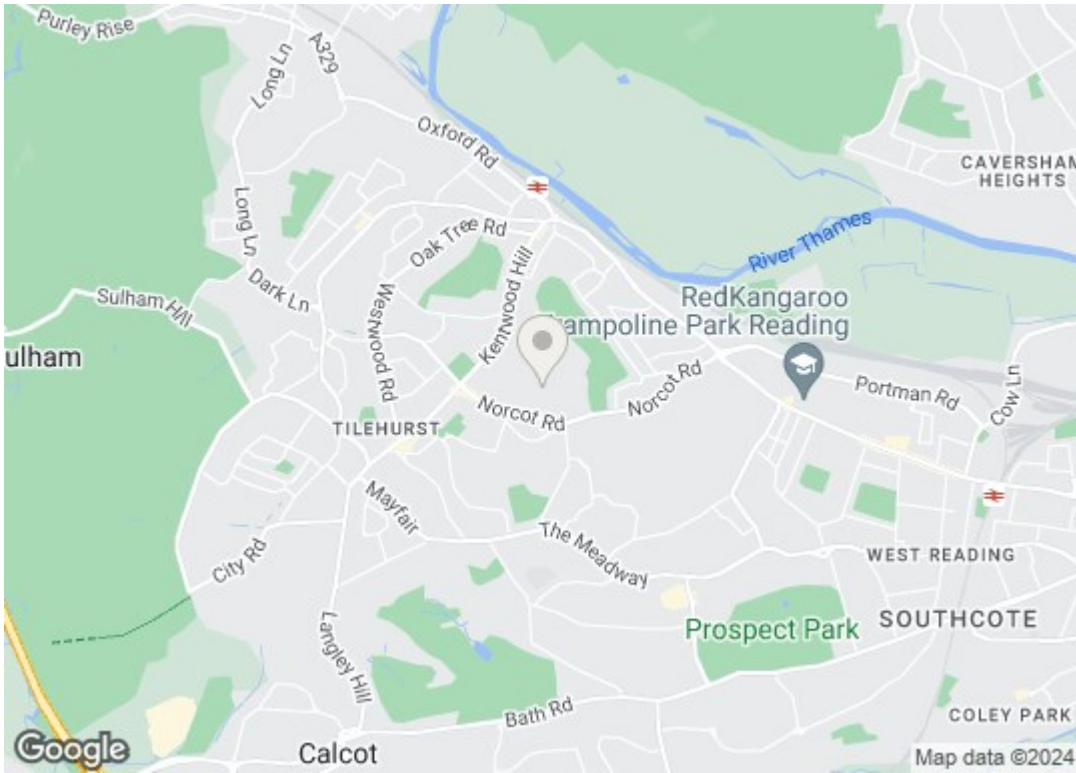 Purley Rise
A329
Long Ln
Oxford Rd
CAVERSHAM
HEIGHTS
Long Ln
Oak Tree Rd
River Thames
Kentwood Hill
Dark Ln
Sulham Hill
Westwood Rd
RedKangaroo
Trampoline Park Reading
ulham
Norcot Rd
Portman Rd
Cow Ln
Norcot Rd
TILEHURST
Mayfair
The Meadway
WEST READING
City Rd
SOUTHCOTE
Prospect Park
Langley Hill
Bath Rd
COLEY PARK
Calcot
Google
Map data ©2024